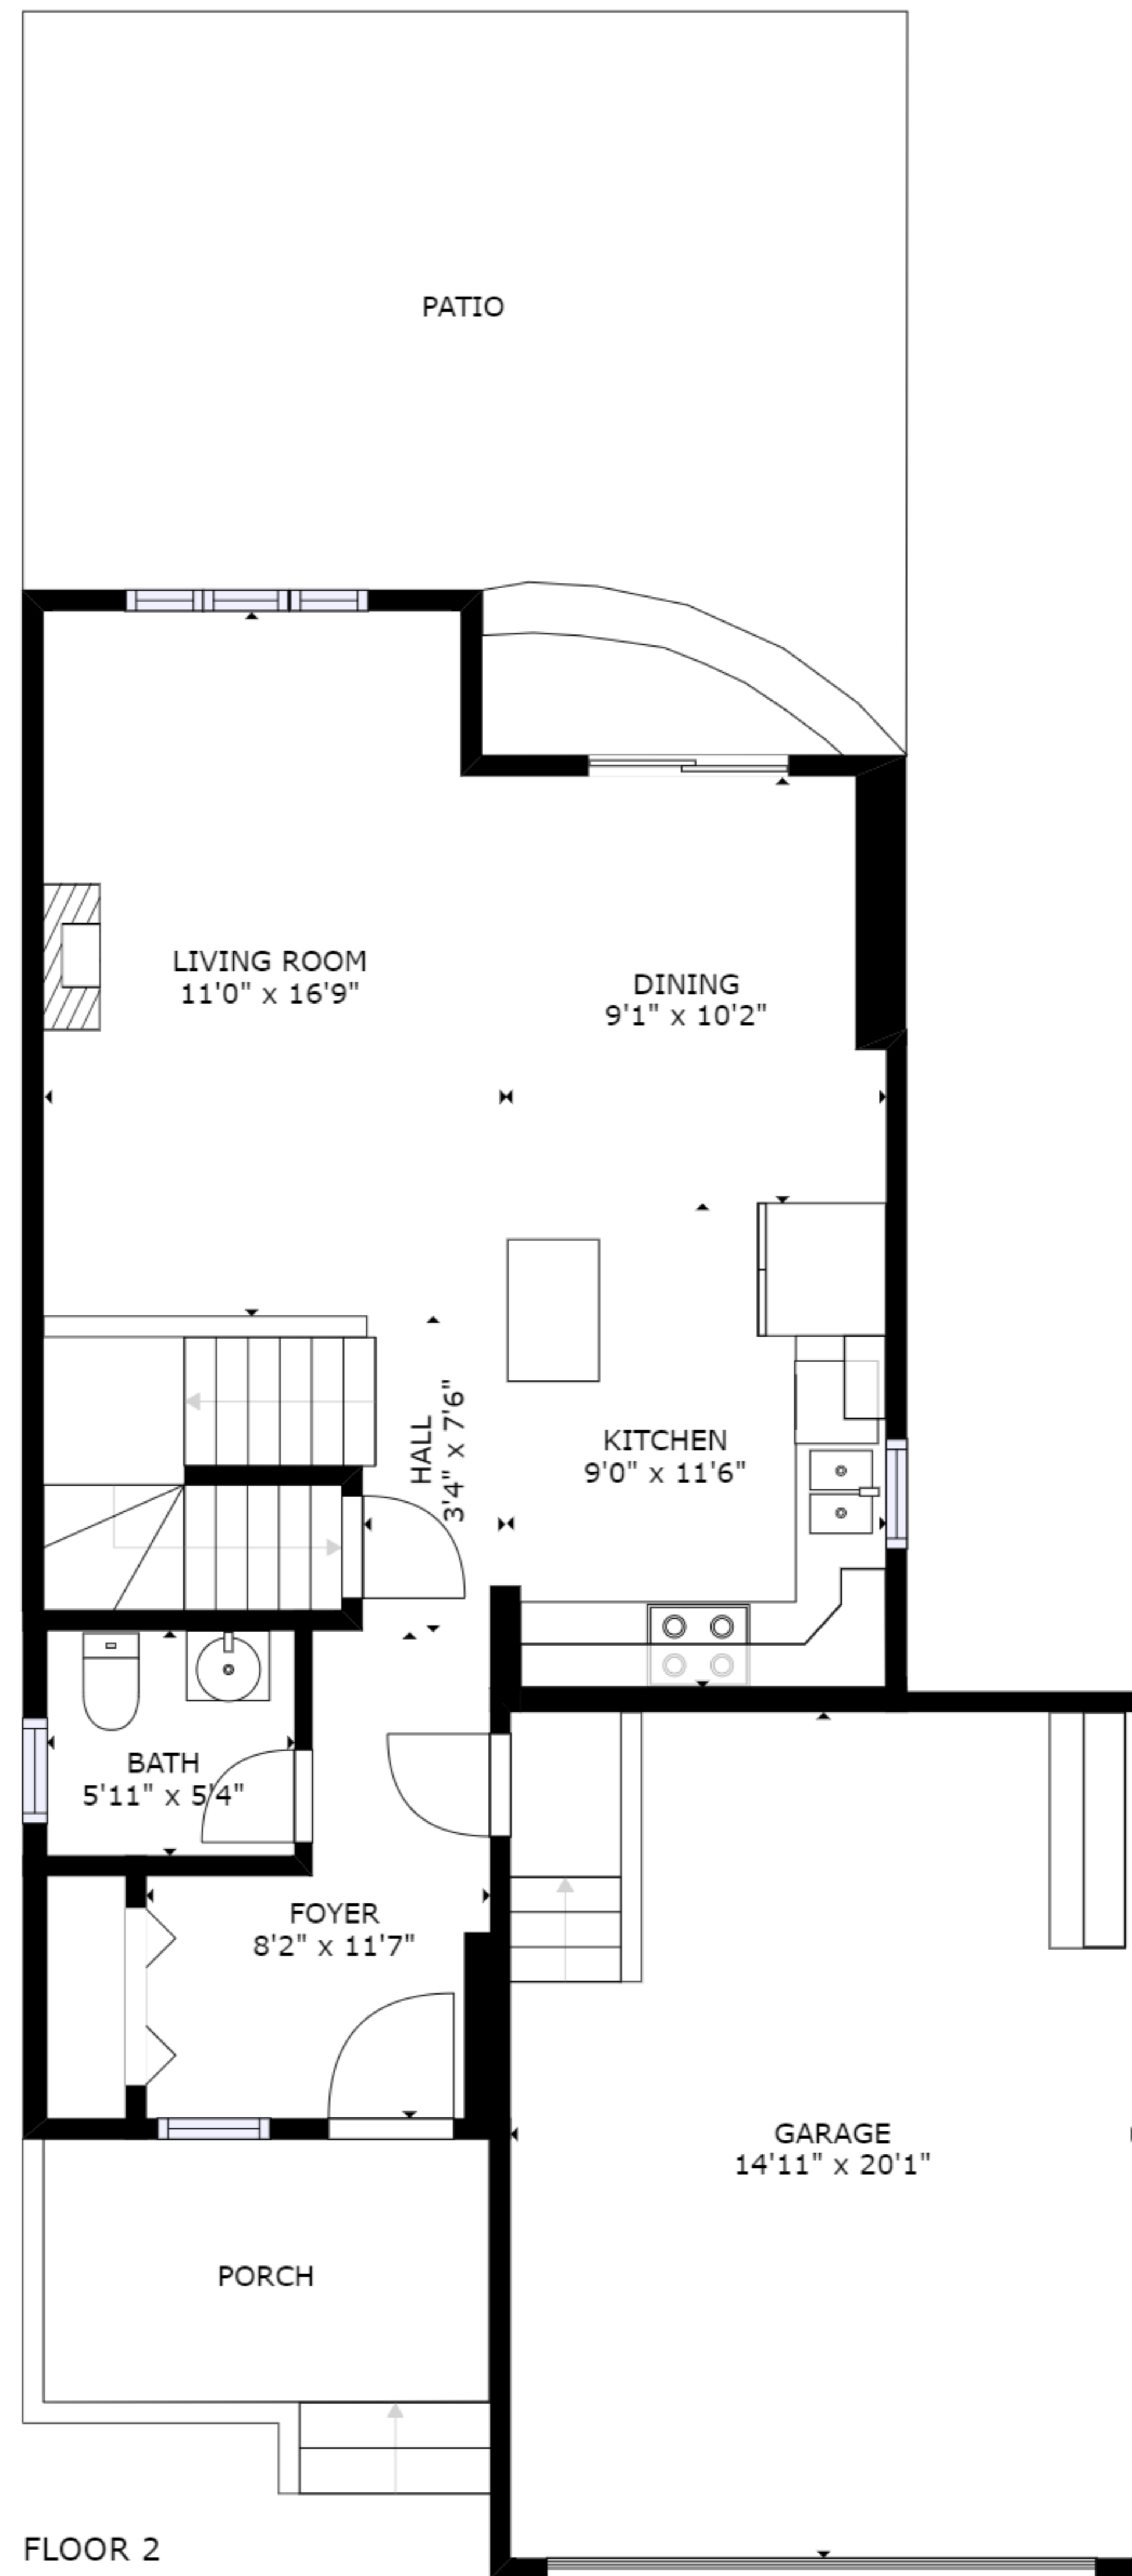 PATIO
LIVING ROOM
11'0" x 16'9"
DINING
9'1" x 10'2"
HALL
3'4" x 7'6"
KITCHEN
9'0" x 11'6"
BATH
5'11" x 5'4"
FOYER
8'2" x 11'7"
GARAGE
14'11" x 20'1"
PORCH
FLOOR 2